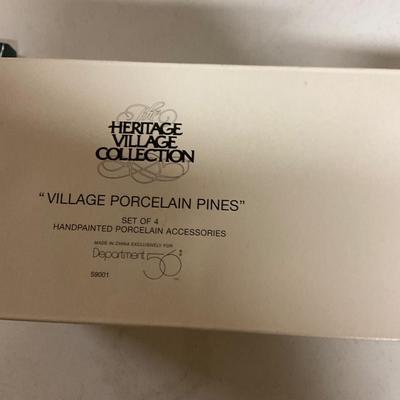 The
HERITAGE
VILLAGE
COLLECTION
“VILLAGE PORCELAIN PINES”
SET OF 4
HANDPAINTED PORCELAIN ACCESSORIES
MADE IN CHINA EXCLUSIVELY FOR
Department 56
59001